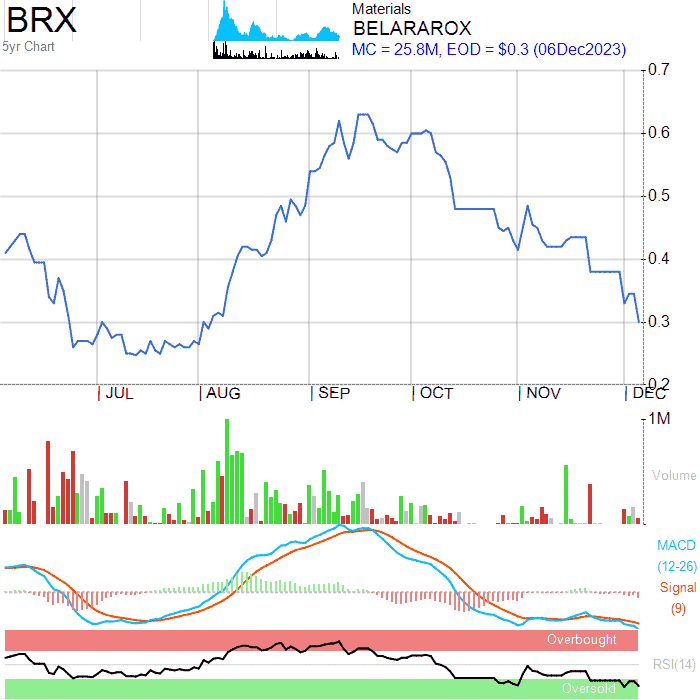 BRX
5yr Chart
Materials
BELARAROX
MC = 25.8M, EOD = $0.3 (06Dec2023)
0.7
0.6
0.5
0.4
0.3
0.2
JUL AUG SEP OCT NOV DEC
1M
Volume
MACD
(12-26)
Signal
(9)
Overbought
RSI(14)
Oversold